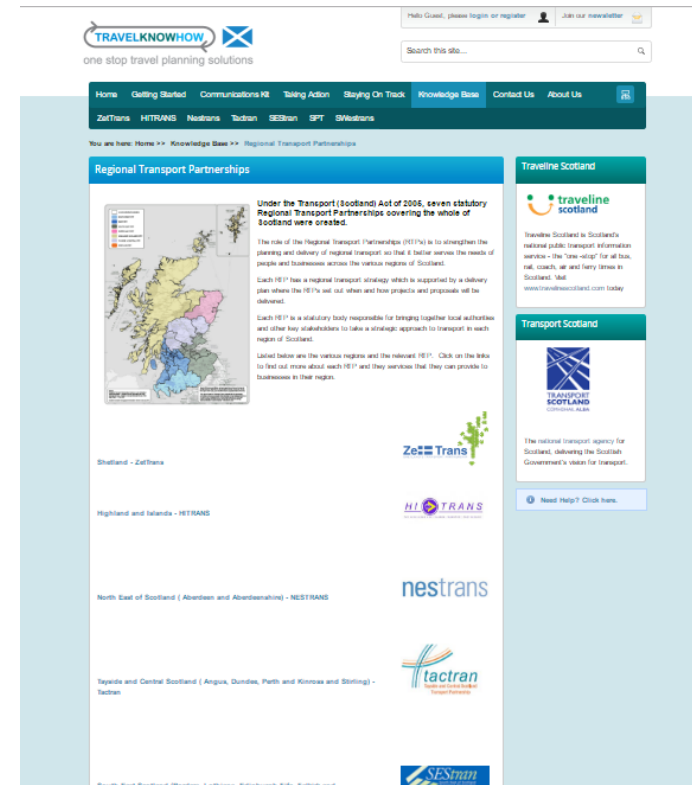 Hello Guest, please login or register
Join our newsletter
TRAVELKNOWHOW
one stop travel planning solutions
Search this site...
Home Getting Started Communications Kit Taking Action Staying On Track Knowledge Base Contact Us About Us
ZetTrans HITRANS Nestrans Tactran SEStran SPT SWestrans
You are here: Home >> Knowledge Base >> Regional Transport Partnerships
Regional Transport Partnerships
Under the Transport (Scotland) Act of 2005, seven statutory
Regional Transport Partnerships covering the whole of
Scotland were created.
The role of the Regional Transport Partnerships (RTPs) is to strengthen the
planning and delivery of regional transport so that it better serves the needs of
people and businesses across the various regions of Scotland.
Each RTP has a regional transport strategy which is supported by a delivery
plan where the RTPs set out when and how projects and proposals will be
delivered.
Each RTP is a statutory body responsible for bringing together local authorities
and other key stakeholders to take a strategic approach to transport in each
region of Scotland.
Listed below are the various regions and the relevant RTP. Click on the links
to find out more about each RTP and they services that they can provide to
businesses in their region.
Shetland - ZetTrans
ZetTrans
Highland and Islands - HITRANS
HITRANS
North East of Scotland ( Aberdeen and Aberdeenshire) - NESTRANS
nestrans
Tayside and Central Scotland ( Angus, Dundee, Perth and Kinross and Stirling) -
Tactran
tactran
Tayside and Central Scotland
Transport Partnership
SEStran
Traveline Scotland
traveline
scotland
Traveline Scotland is Scotland's
national public transport information
service - the "one -stop" for all bus,
rail, coach, air and ferry times in
Scotland. Visit
www.travelinescotland.com today
Transport Scotland
TRANSPORT
SCOTLAND
CÒMHDHAIL ALBA
The national transport agency for
Scotland, delivering the Scottish
Government's vision for transport.
Need Help? Click here.